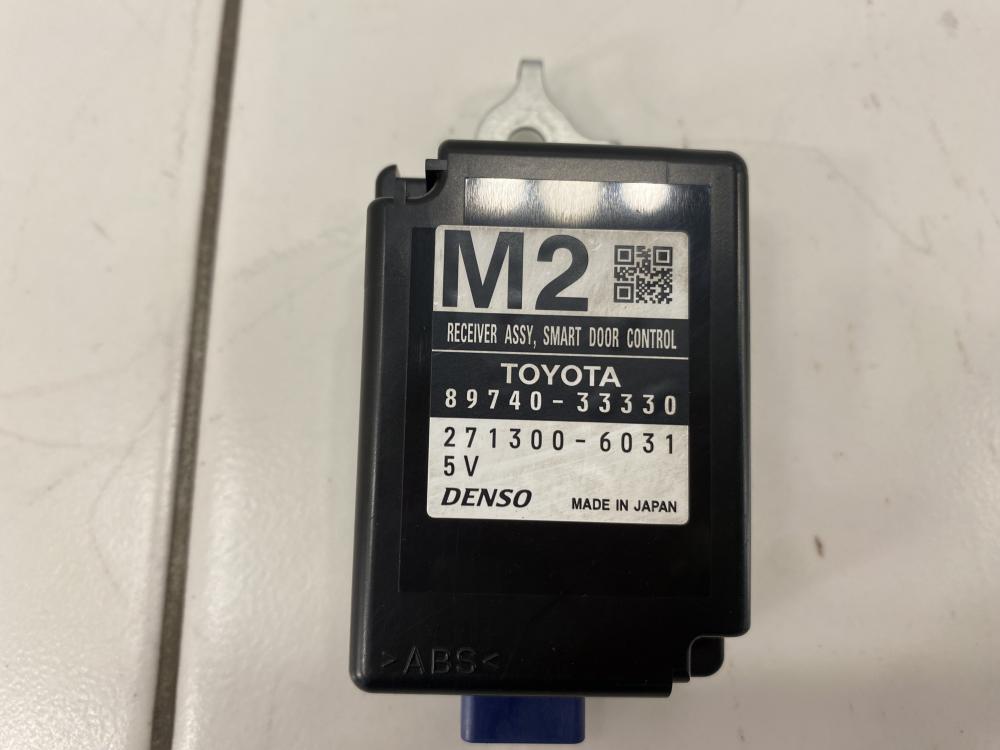 M2
RECEIVER ASSY, SMART DOOR CONTROL
TOYOTA
89740-33330
271300-6031
5V
DENSO MADE IN JAPAN
>ABS<